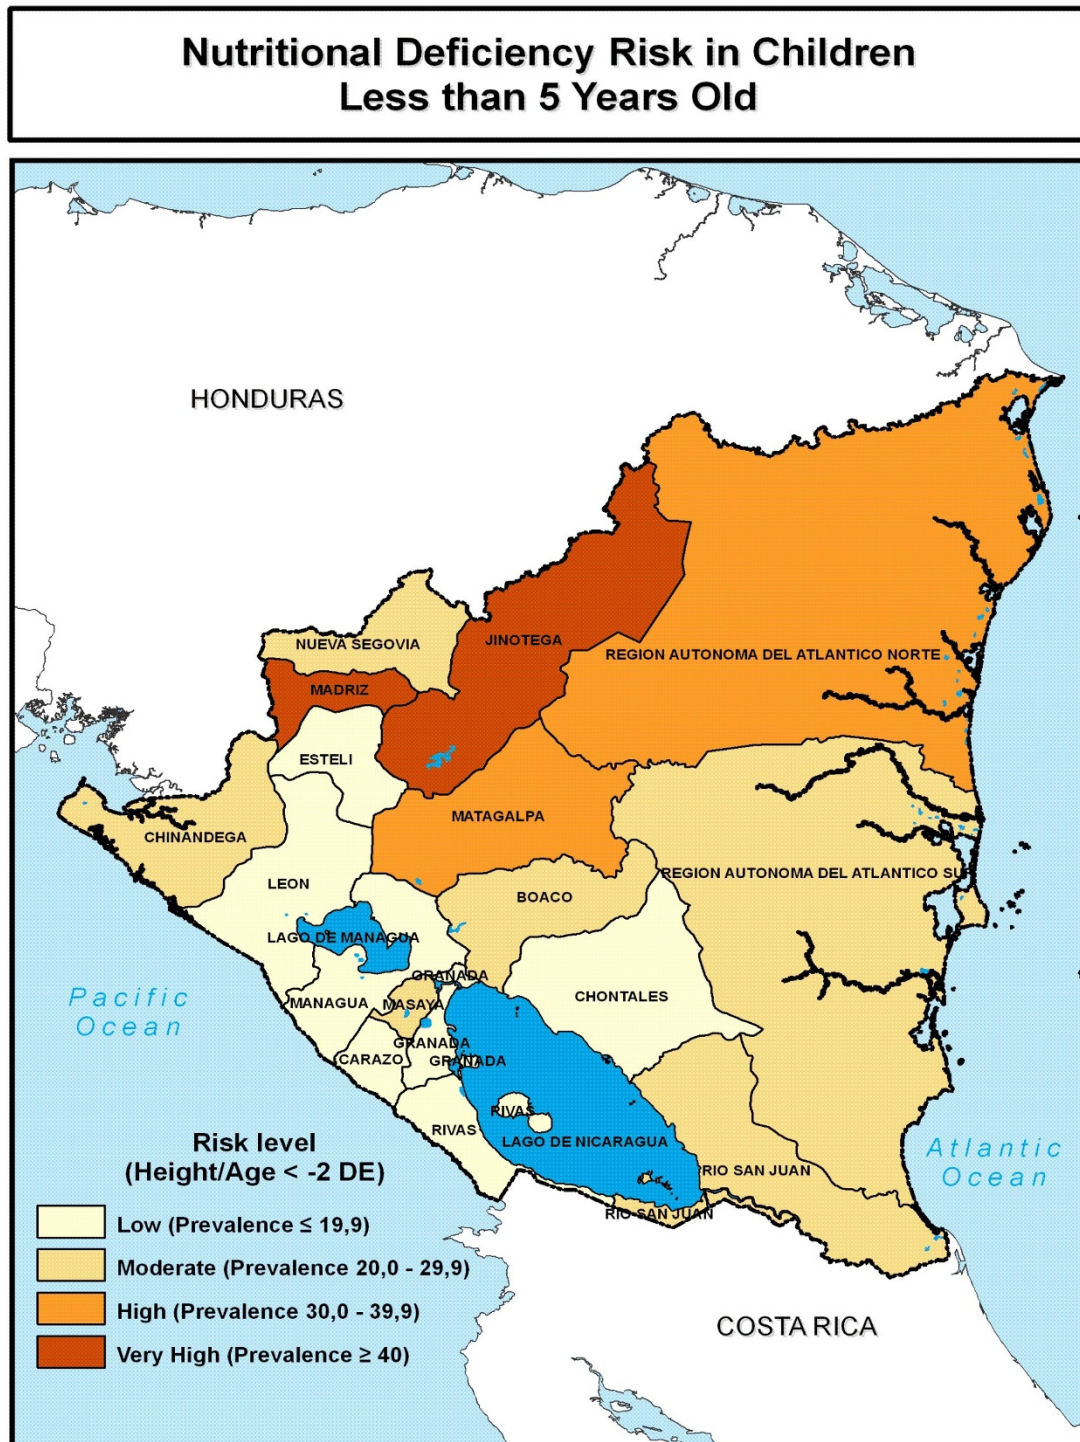 Nutritional Deficiency Risk in Children
Less than 5 Years Old
HONDURAS
NUEVA SEGOVIA
JINOTEGA
REGION AUTONOMA DEL ATLANTICO NORTE
MADRIZ
ESTELI
MATAGALPA
CHINANDEGA
REGION AUTONOMA DEL ATLANTICO SUR
LEON
BOACO
LAGO DE MANAGUA
GRANADA
CHONTALES
MANAGUA
MASAYA
Pacific
Ocean
GRANADA
CARAZO
GRANADA
RIVAS
RIVAS
LAGO DE NICARAGUA
Atlantic
Ocean
RIO SAN JUAN
RIO SAN JUAN
Risk level
(Height/Age < -2 DE)
Low (Prevalence ≤ 19,9)
Moderate (Prevalence 20,0 - 29,9)
High (Prevalence 30,0 - 39,9)
Very High (Prevalence ≥ 40)
COSTA RICA